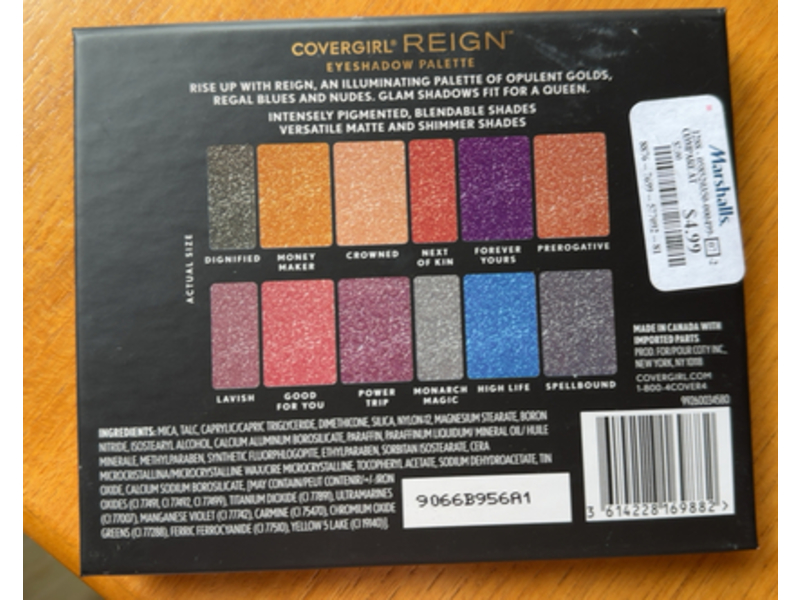 COVERGIRL® REIGN™
EYESHADOW PALETTE
RISE UP WITH REIGN, AN ILLUMINATING PALETTE OF OPULENT GOLDS,
REGAL BLUES AND NUDES. GLAM SHADOWS FIT FOR A QUEEN.
INTENSELY PIGMENTED, BLENDABLE SHADES
VERSATILE MATTE AND SHIMMER SHADES
ACTUAL SIZE
DIGNIFIED
MONEY
MAKER
CROWNED
NEXT
OF KIN
FOREVER
YOURS
PREROGATIVE
LAVISH
GOOD
FOR YOU
POWER
TRIP
MONARCH
MAGIC
HIGH LIFE
SPELLBOUND
Marshalls.
COMPARE AT
$7.00
$4.99
MADE IN CANADA WITH
IMPORTED PARTS
PROD. FOR/POUR COTY INC.,
NEW YORK, NY 10118
COVERGIRL.COM
1-800-4COVER4
99260034580
INGREDIENTS: MICA, TALC, CAPRYLIC/CAPRIC TRIGLYCERIDE, DIMETHICONE, SILICA, NYLON-12, MAGNESIUM STEARATE, BORON
NITRIDE, ISOSTEARYL ALCOHOL, CALCIUM ALUMINUM BOROSILICATE, PARAFFIN, PARAFFINUM LIQUIDUM/ MINERAL OIL/ HUILE
MINERALE, METHYLPARABEN, SYNTHETIC FLUORPHLOGOPITE, ETHYLPARABEN, SORBITAN ISOSTEARATE, CERA
MICROCRISTALLINA/MICROCRYSTALLINE WAX/CIRE MICROCRYSTALLINE, TOCOPHERYL ACETATE, SODIUM DEHYDROACETATE, TIN
OXIDE, CALCIUM SODIUM BOROSILICATE, [MAY CONTAIN/PEUT CONTENIR/+/-:IRON
OXIDES (CI 77491, CI 77492, CI 77499), TITANIUM DIOXIDE (CI 77891), ULTRAMARINES
(CI 77007), MANGANESE VIOLET (CI 77742), CARMINE (CI 75470), CHROMIUM OXIDE
GREENS (CI 77288), FERRIC FERROCYANIDE (CI 77510), YELLOW 5 LAKE (CI 19140)].
9066B956A1
3 614228 169882 >